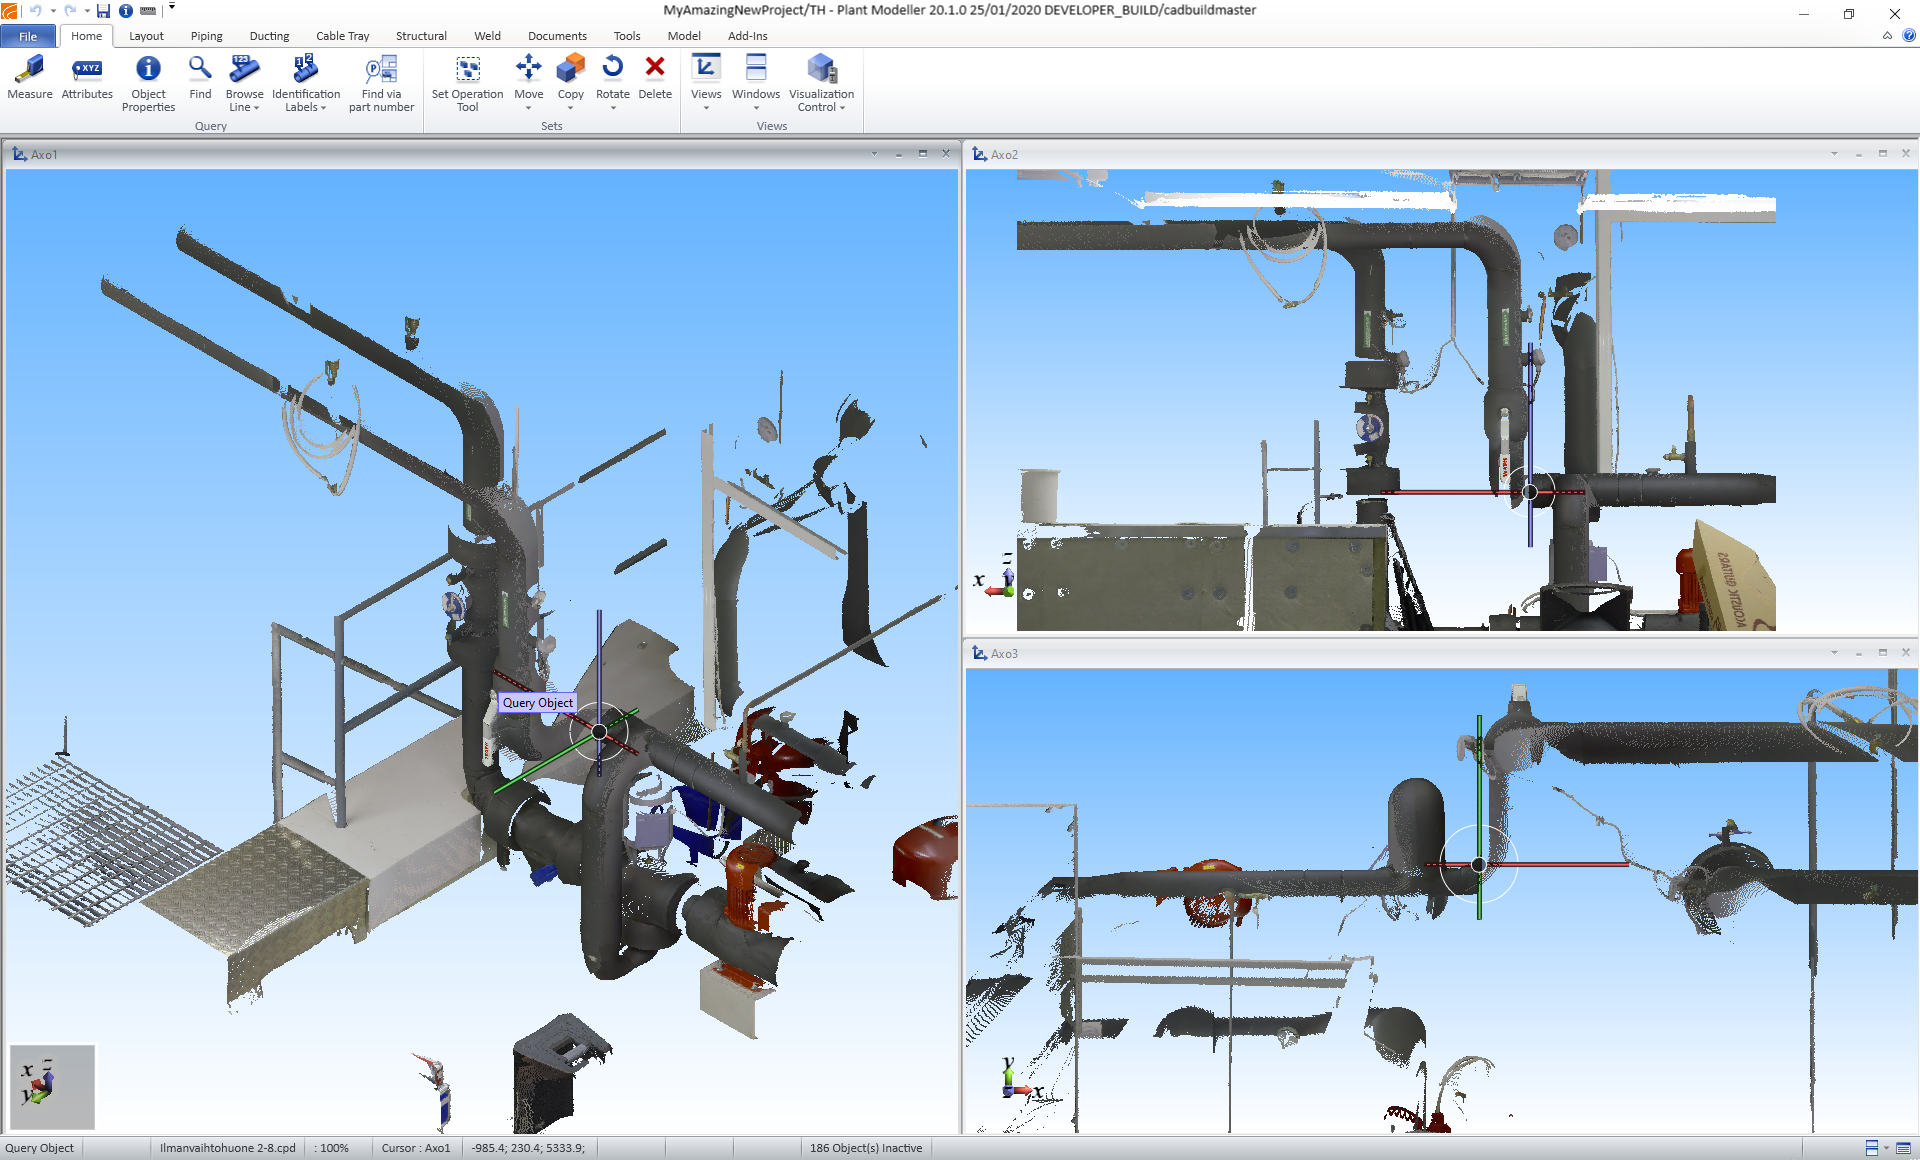 MyAmazingNewProject/TH - Plant Modeller 20.1.0 25/01/2020 DEVELOPER_BUILD/cadbuildmaster
File Home Layout Piping Ducting Cable Tray Structural Weld Documents Tools Model Add-Ins
Measure
Attributes
XYZ
Object
Properties
Find
123
Browse
Line
12
Identification
Labels
Find via
part number
Query
Set Operation
Tool
Move
Copy
Rotate
Delete
Sets
Views
Windows
Visualization
Control
Views
Axo1
Axo2
Axo3
Query Object
x z
y
z
x
y
x
Query Object Ilmanvaihtohuone 2-8.cpd : 100% Cursor : Axo1 -985.4; 230.4; 5333.9; 186 Object(s) Inactive